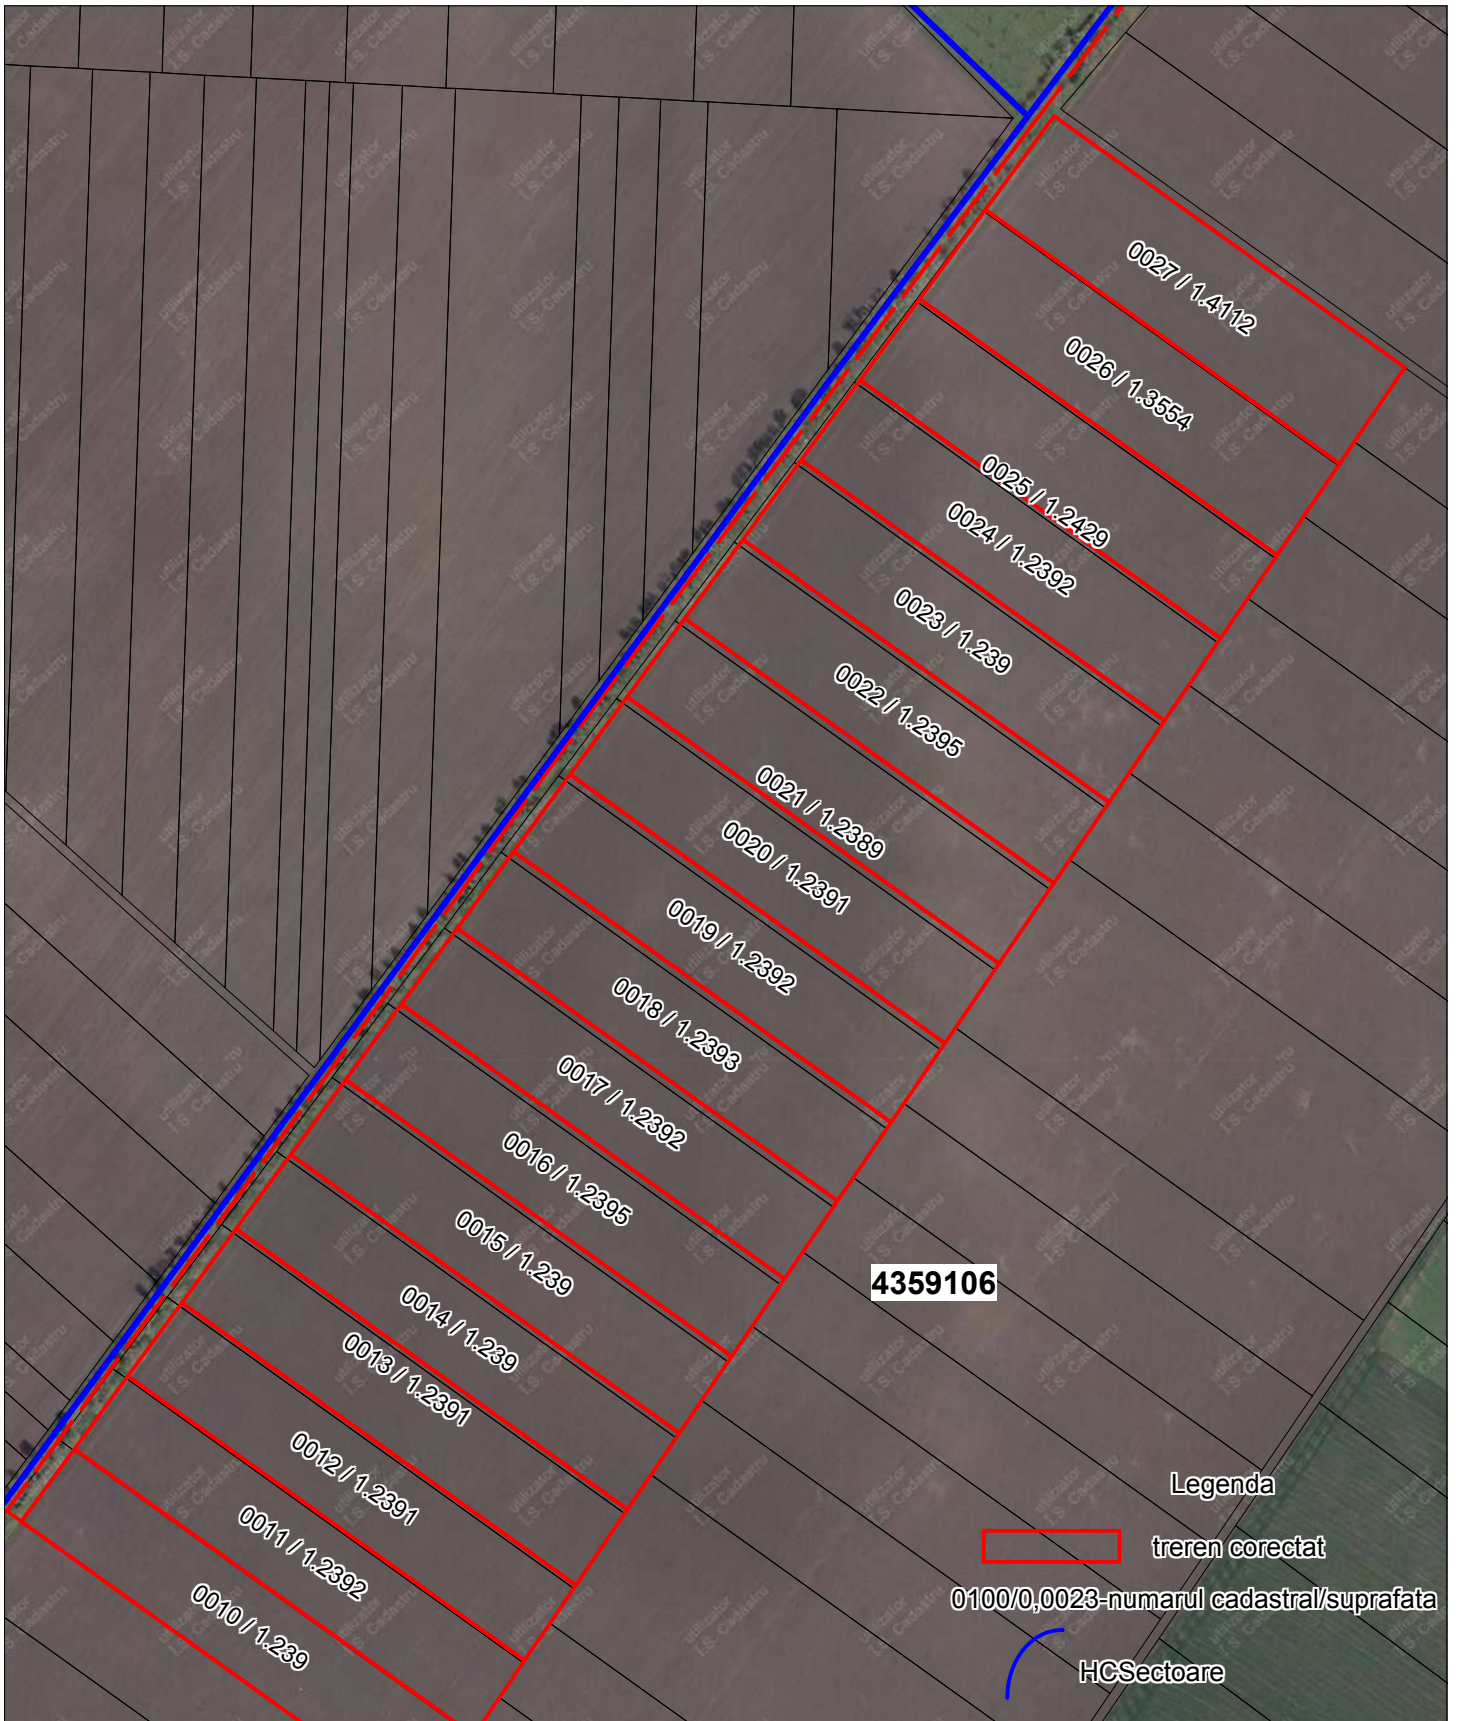 0027 / 1.4112
0026 / 1.3554
0025 / 1.2429
0024 / 1.2392
0023 / 1.239
0022 / 1.2395
0021 / 1.2389
0020 / 1.2391
0019 / 1.2392
0018 / 1.2393
0017 / 1.2392
0016 / 1.2395
0015 / 1.239
0014 / 1.239
0013 / 1.2391
0012 / 1.2391
0011 / 1.2392
0010 / 1.239
4359106
Legenda
treren corectat
0100/0,0023-numarul cadastral/suprafata
HCSectoare
utilizator
I.S. Cadastru